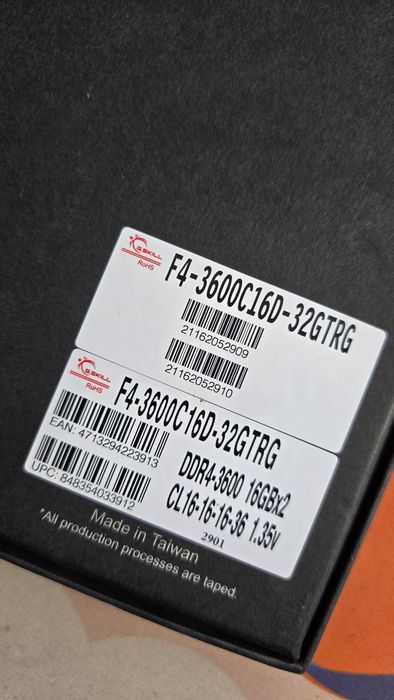 G.SKILL
RoHS
F4-3600C16D-32GTRG
21162052909
21162052910
G.SKILL
RoHS
F4-3600C16D-32GTRG
EAN: 4713294223913
DDR4-3600 16GBx2
UPC: 848354033912
CL16-16-16-36 1.35v
2901
Made in Taiwan
*All production processes are taped.